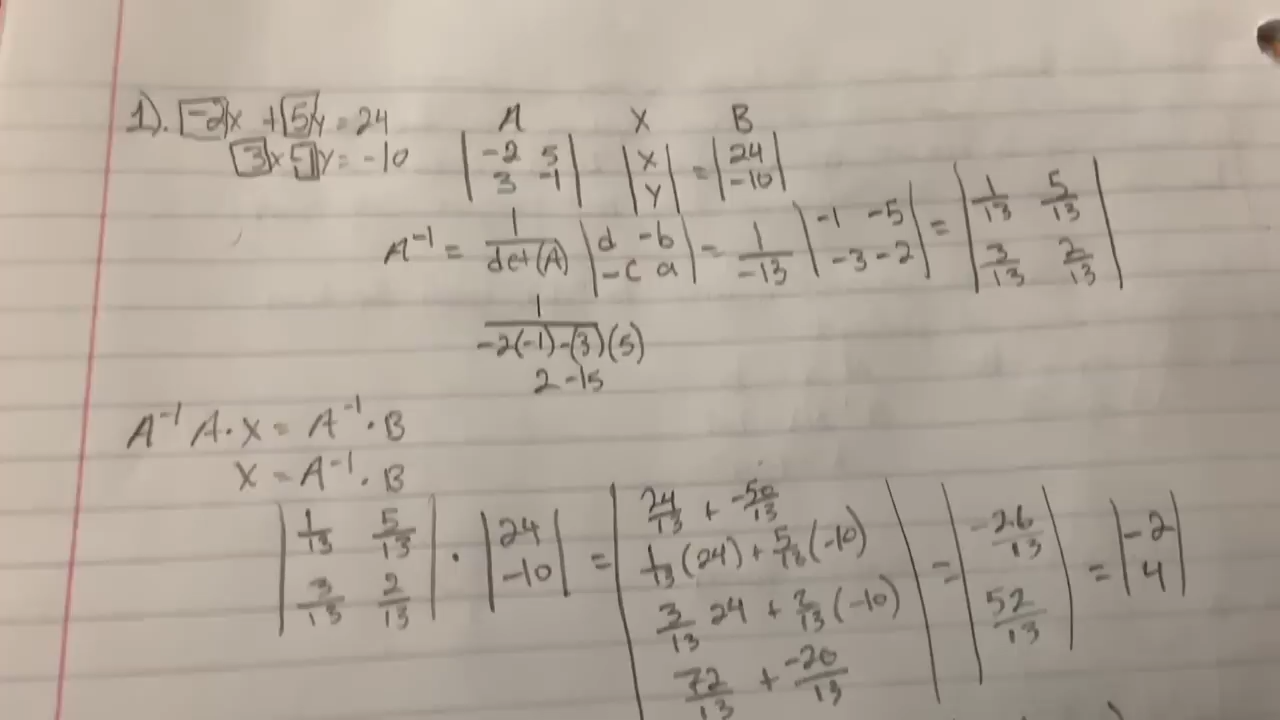 1). -2x + 5y = 24 A X B
3x - 1y = -10 | -2 5 | | x | = | 24 |
| 3 -1 | | y | | -10 |
A⁻¹ = 1/det(A) | d -b | = 1/-13 | -1 -5 | = | 1/13 5/13 |
| -c a | | -3 -2 | | 3/13 2/13 |
1/-2(-1)-(3)(5)
2 -15
A⁻¹ A·X = A⁻¹·B
X = A⁻¹·B
| 1/13 5/13 | · | 24 | = | 24/13 + -50/13 | = | -26/13 | = | -2 |
| 3/13 2/13 | | -10 | | 1/13 (24) + 5/13 (-10) | | 52/13 | | 4 |
3/13 24 + 2/13 (-10)
72/13 + -20/13